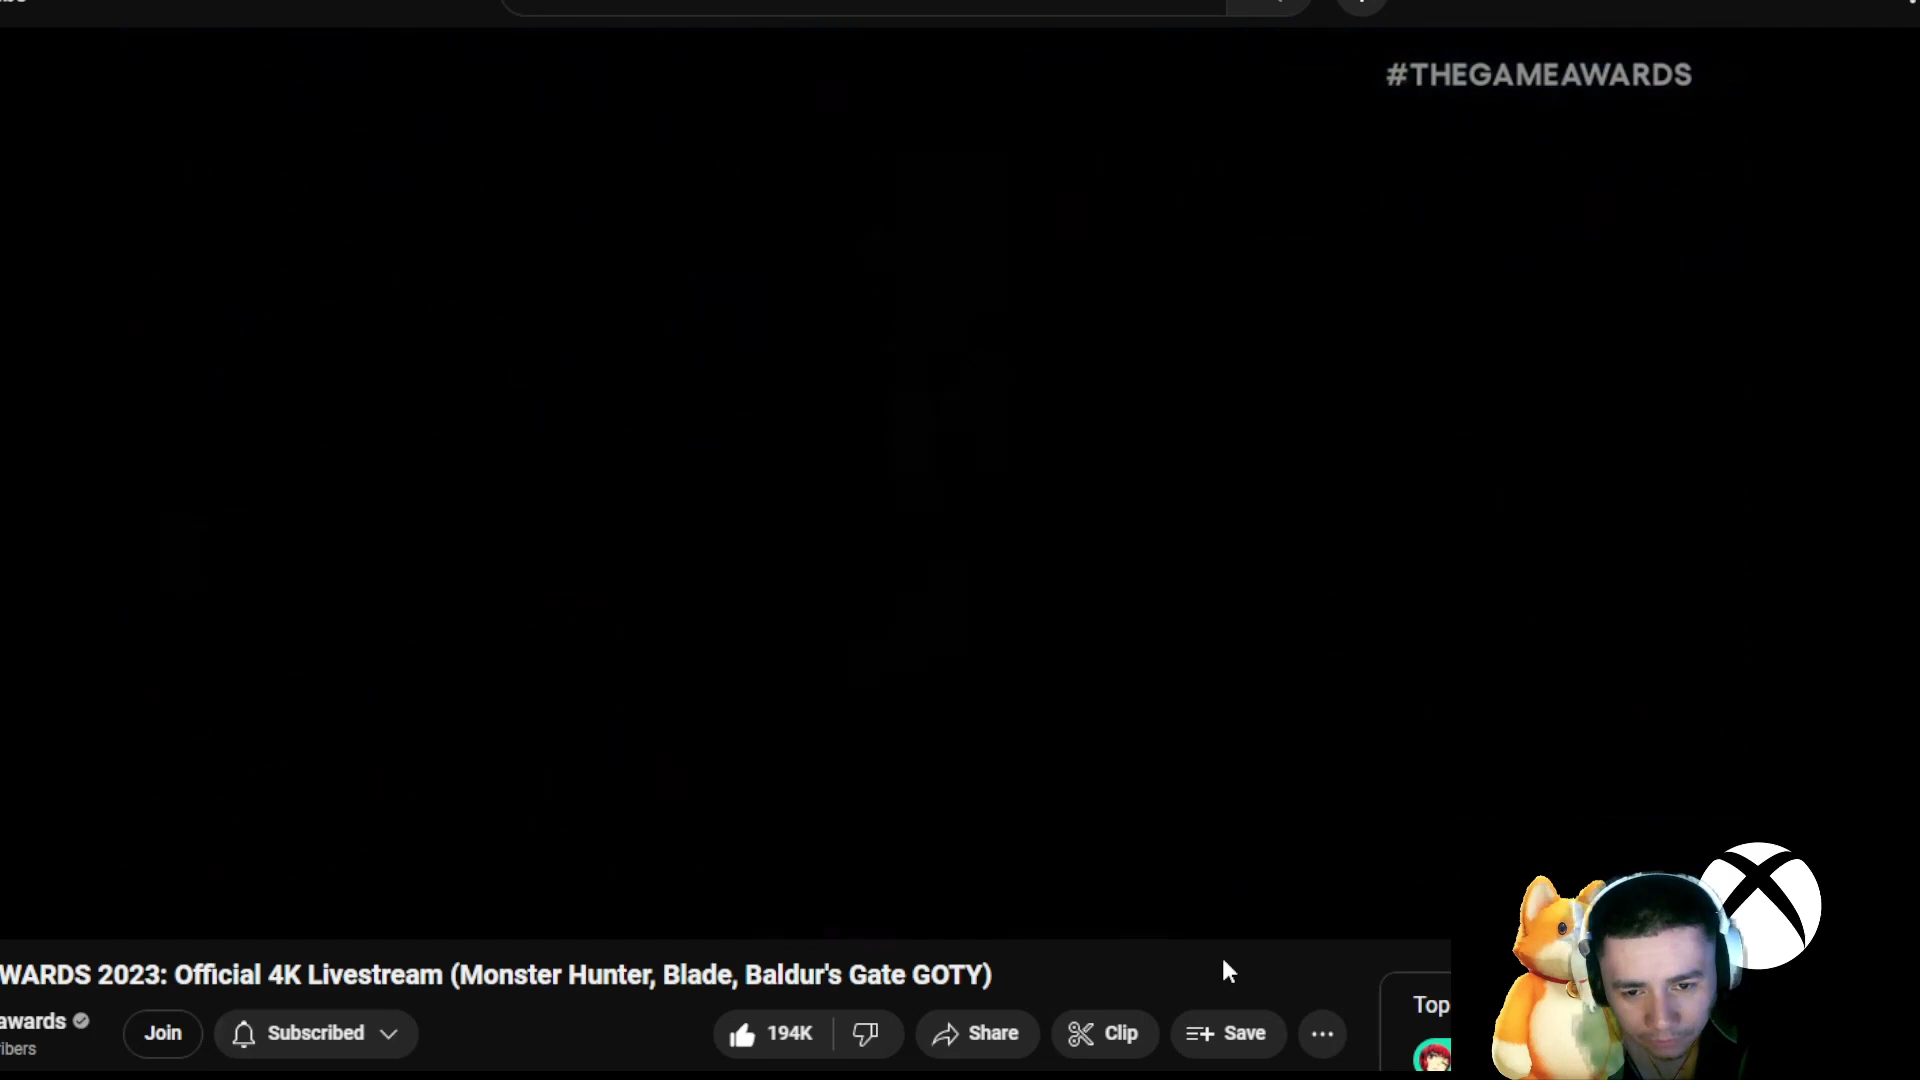 #THEGAMEAWARDS
WARDS 2023: Official 4K Livestream (Monster Hunter, Blade, Baldur's Gate GOTY)
awards
ibers
Join
Subscribed
194K
Share
Clip
Save
Top